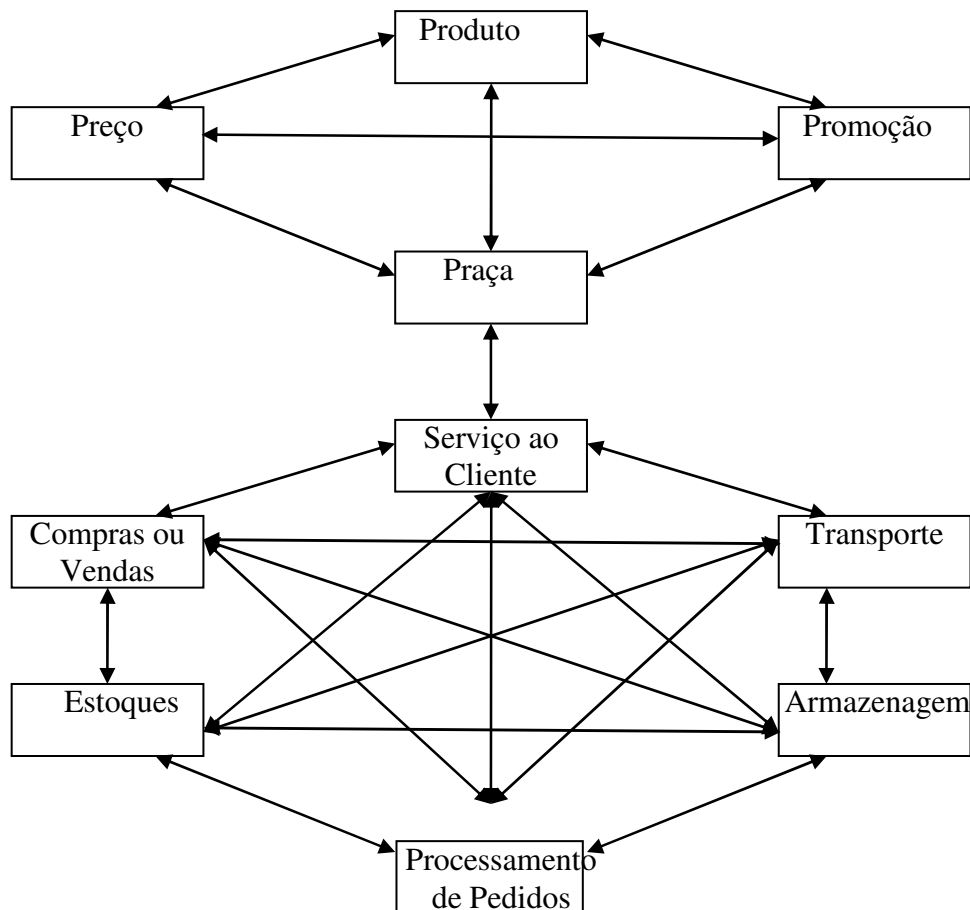 Produto
Preço
Promoção
Praça
Serviço ao
Cliente
Compras ou
Vendas
Transporte
Estoques
Armazenagem
Processamento
de Pedidos